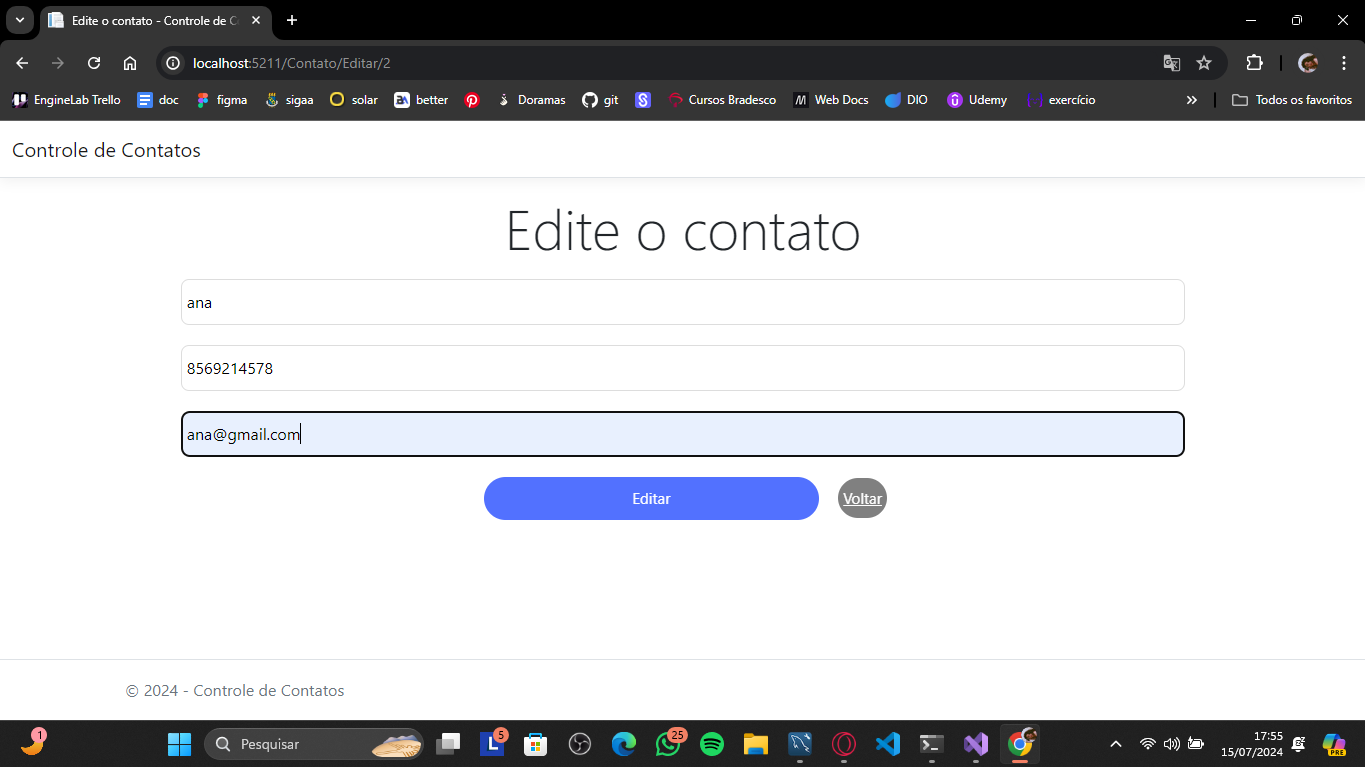 Edite o contato - Controle de C
localhost:5211/Contato/Editar/2
EngineLab Trello doc figma sigaa solar better Doramas git Cursos Bradesco Web Docs DIO Udemy exercício Todos os favoritos
Controle de Contatos
Edite o contato
ana
8569214578
ana@gmail.com
Editar Voltar
© 2024 - Controle de Contatos
1 Pesquisar L 5 25 17:55 PRE
15/07/2024